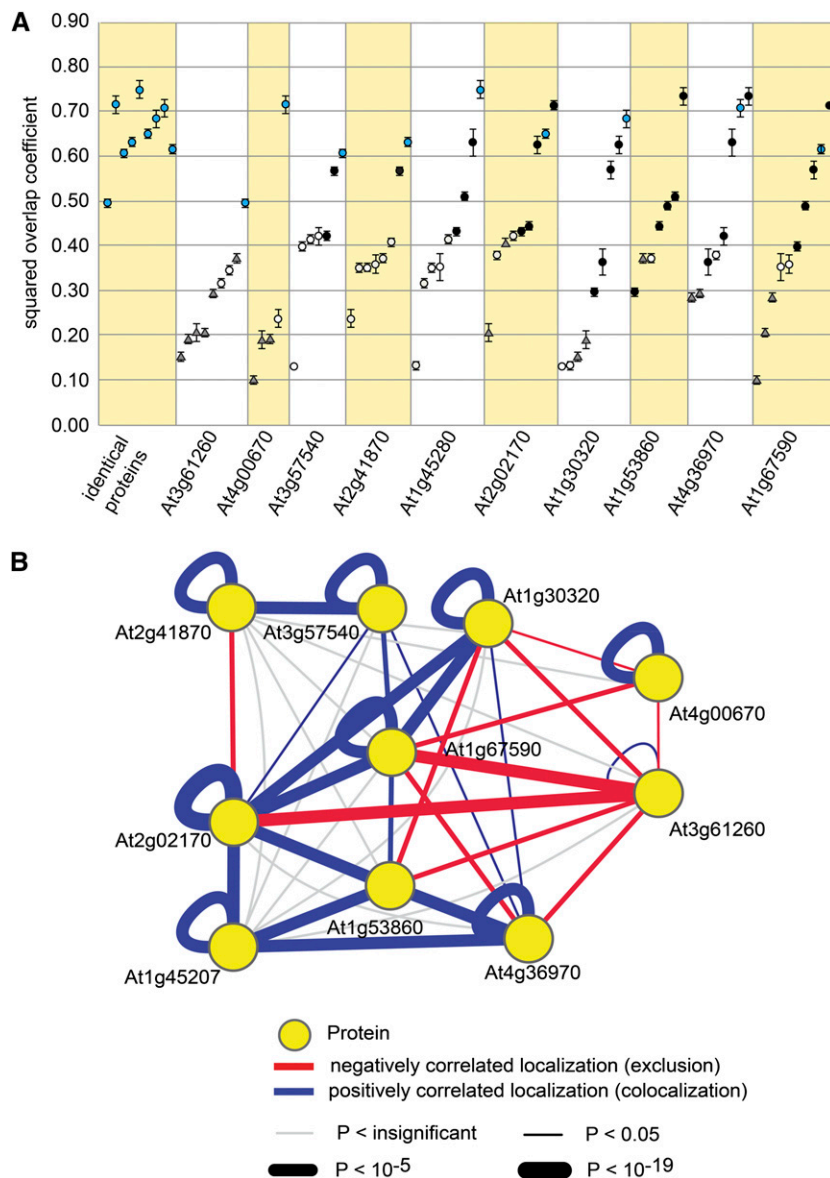 A
squared overlap coefficient
0.90
0.80
0.70
0.60
0.50
0.40
0.30
0.20
0.10
0.00
identical
proteins
At3g61260
At4g00670
At3g57540
At2g41870
At1g45280
At2g02170
At1g30320
At1g53860
At4g36970
At1g67590
B
At1g30320
At2g41870
At3g57540
At4g00670
At1g67590
At3g61260
At2g02170
At1g53860
At1g45207
At4g36970
Protein
negatively correlated localization (exclusion)
positively correlated localization (colocalization)
P < insignificant
P < 0.05
P < 10-5
P < 10-19